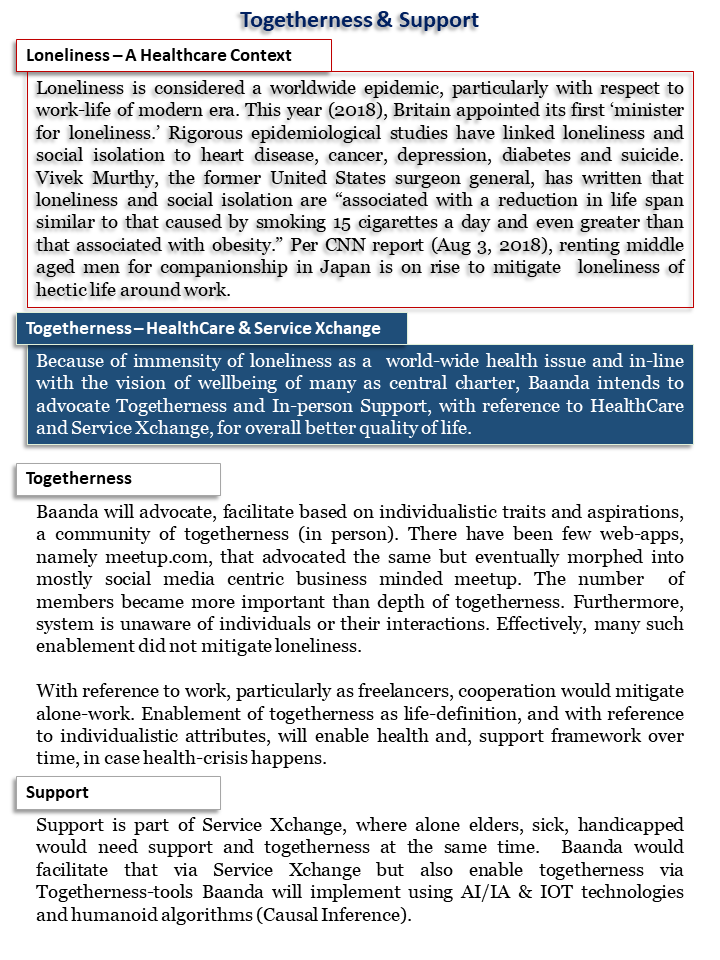 Togetherness & Support
Loneliness – A Healthcare Context
Loneliness is considered a worldwide epidemic, particularly with respect to
work-life of modern era. This year (2018), Britain appointed its first ‘minister
for loneliness.’ Rigorous epidemiological studies have linked loneliness and
social isolation to heart disease, cancer, depression, diabetes and suicide.
Vivek Murthy, the former United States surgeon general, has written that
loneliness and social isolation are “associated with a reduction in life span
similar to that caused by smoking 15 cigarettes a day and even greater than
that associated with obesity.” Per CNN report (Aug 3, 2018), renting middle
aged men for companionship in Japan is on rise to mitigate loneliness of
hectic life around work.
Togetherness – HealthCare & Service Xchange
Because of immensity of loneliness as a world-wide health issue and in-line
with the vision of wellbeing of many as central charter, Baanda intends to
advocate Togetherness and In-person Support, with reference to HealthCare
and Service Xchange, for overall better quality of life.
Togetherness
Baanda will advocate, facilitate based on individualistic traits and aspirations,
a community of togetherness (in person). There have been few web-apps,
namely meetup.com, that advocated the same but eventually morphed into
mostly social media centric business minded meetup. The number of
members became more important than depth of togetherness. Furthermore,
system is unaware of individuals or their interactions. Effectively, many such
enablement did not mitigate loneliness.
With reference to work, particularly as freelancers, cooperation would mitigate
alone-work. Enablement of togetherness as life-definition, and with reference
to individualistic attributes, will enable health and, support framework over
time, in case health-crisis happens.
Support
Support is part of Service Xchange, where alone elders, sick, handicapped
would need support and togetherness at the same time. Baanda would
facilitate that via Service Xchange but also enable togetherness via
Togetherness-tools Baanda will implement using AI/IA & IOT technologies
and humanoid algorithms (Causal Inference).